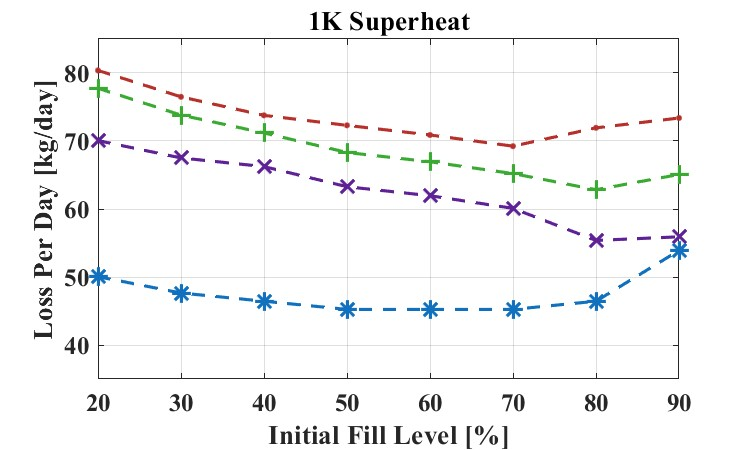 1K Superheat
Loss Per Day [kg/day]
80
70
60
50
40
20 30 40 50 60 70 80 90
Initial Fill Level [%]